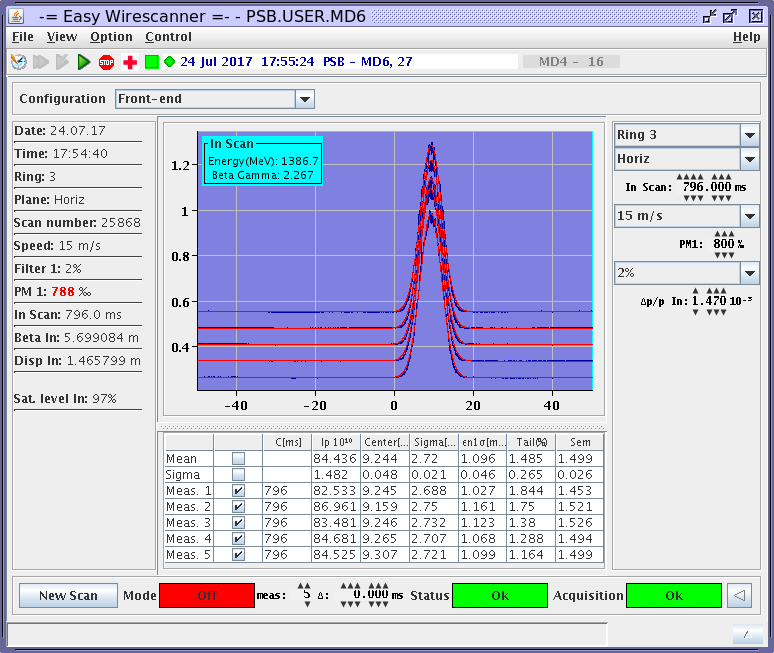 -= Easy Wirescanner =- - PSB.USER.MD6
File View Option Control Help
STOP 24 Jul 2017 17:55:24 PSB - MD6, 27 MD4 - 16
Configuration Front-end
Date: 24.07.17
Time: 17:54:40
Ring: 3
Plane: Horiz
Scan number: 25868
Speed: 15 m/s
Filter 1: 2%
PM 1: 788 ‰
In Scan: 796.0 ms
Beta In: 5.699084 m
Disp In: 1.465799 m
Sat. level In: 97%
In Scan
Energy(MeV): 1386.7
Beta Gamma: 2.267
1.2
1
0.8
0.6
0.4
-40 -20 0 20 40
C[ms] Ip 10¹⁰ Center[... Sigma[... εn1σ[m... Tail(%) Sem
Mean 84.436 9.244 2.72 1.096 1.485 1.499
Sigma 1.482 0.048 0.021 0.046 0.265 0.026
Meas. 1 796 82.533 9.245 2.688 1.027 1.844 1.453
Meas. 2 796 86.961 9.159 2.75 1.161 1.75 1.521
Meas. 3 796 83.481 9.246 2.732 1.123 1.38 1.526
Meas. 4 796 84.681 9.265 2.707 1.068 1.288 1.494
Meas. 5 796 84.525 9.307 2.721 1.099 1.164 1.499
Ring 3
Horiz
In Scan: 796.000 ms
15 m/s
PM1: 800 ‰
2%
Δp/p In: 1.470 10⁻³
New Scan Mode Off meas: 5 Δ: 0.000 ms Status Ok Acquisition Ok